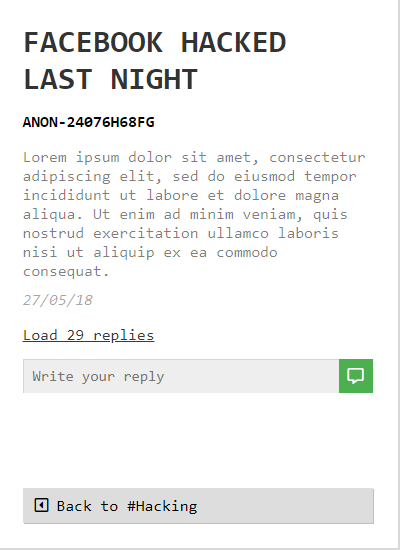 FACEBOOK HACKED
LAST NIGHT
ANON-24076H68FG
Lorem ipsum dolor sit amet, consectetur
adipiscing elit, sed do eiusmod tempor
incididunt ut labore et dolore magna
aliqua. Ut enim ad minim veniam, quis
nostrud exercitation ullamco laboris
nisi ut aliquip ex ea commodo
consequat.
27/05/18
Load 29 replies
Write your reply
Back to #Hacking